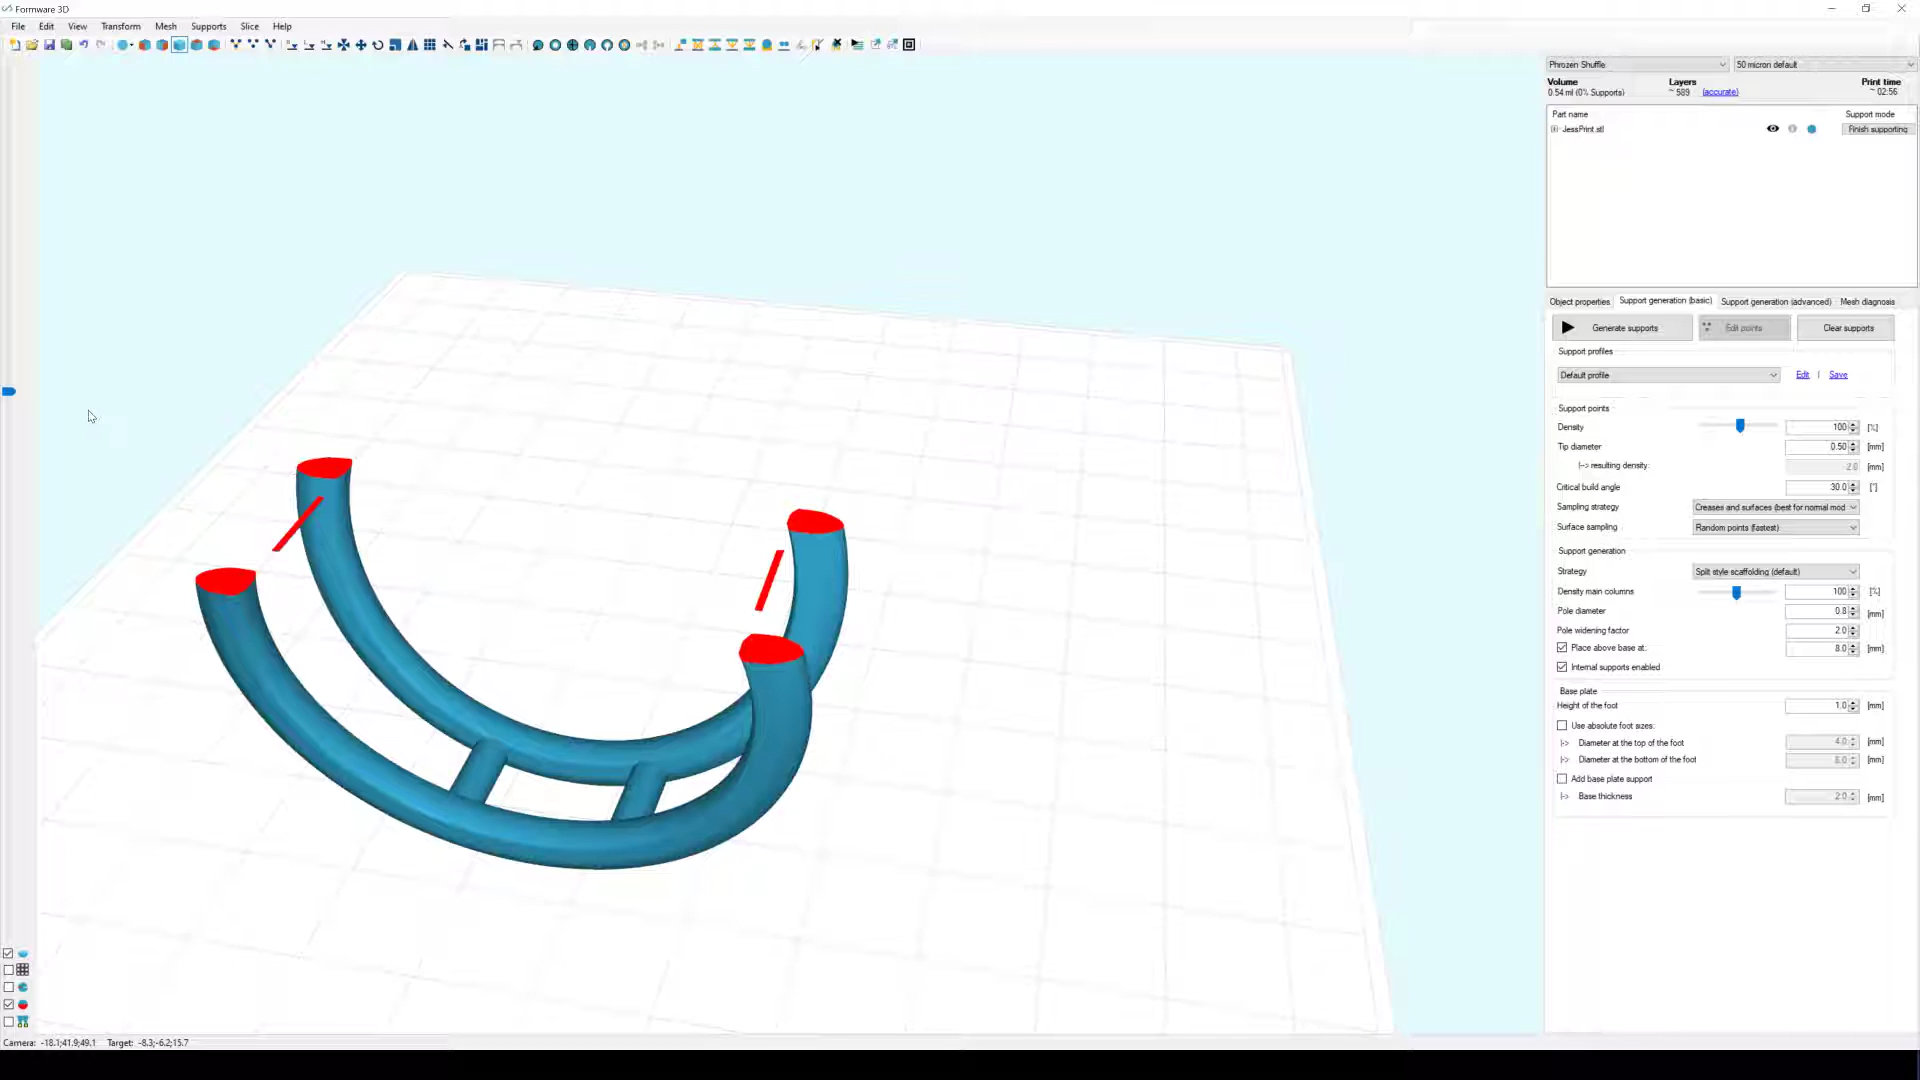 Formware 3D
File Edit View Transform Mesh Supports Slice Help
Phrozen Shuffle 50 micron default
Volume Layers Print time
0.54 ml (0% Supports) ~ 589 (accurate) ~ 02:56
Part name Support mode
JessPrint.stl Finish supporting
Object properties Support generation (basic) Support generation (advanced) Mesh diagnosis
Generate supports Edit points Clear supports
Support profiles
Default profile Edit | Save
Support points
Density 100 [%]
Tip diameter 0.50 [mm]
|--> resulting density: 2.0 [mm]
Critical build angle 30.0 [°]
Sampling strategy Creases and surfaces (best for normal mod
Surface sampling Random points (fastest)
Support generation
Strategy Split style scaffolding (default)
Density main columns 100 [%]
Pole diameter 0.8 [mm]
Pole widening factor 2.0
Place above base at: 8.0 [mm]
Internal supports enabled
Base plate
Height of the foot 1.0 [mm]
Use absolute foot sizes:
|-> Diameter at the top of the foot 4.0 [mm]
|-> Diameter at the bottom of the foot [mm]
Add base plate support
|-> Base thickness 2.0 [mm]
Camera: -18.1;41.9;49.1 Target: -8.3;-6.2;15.7